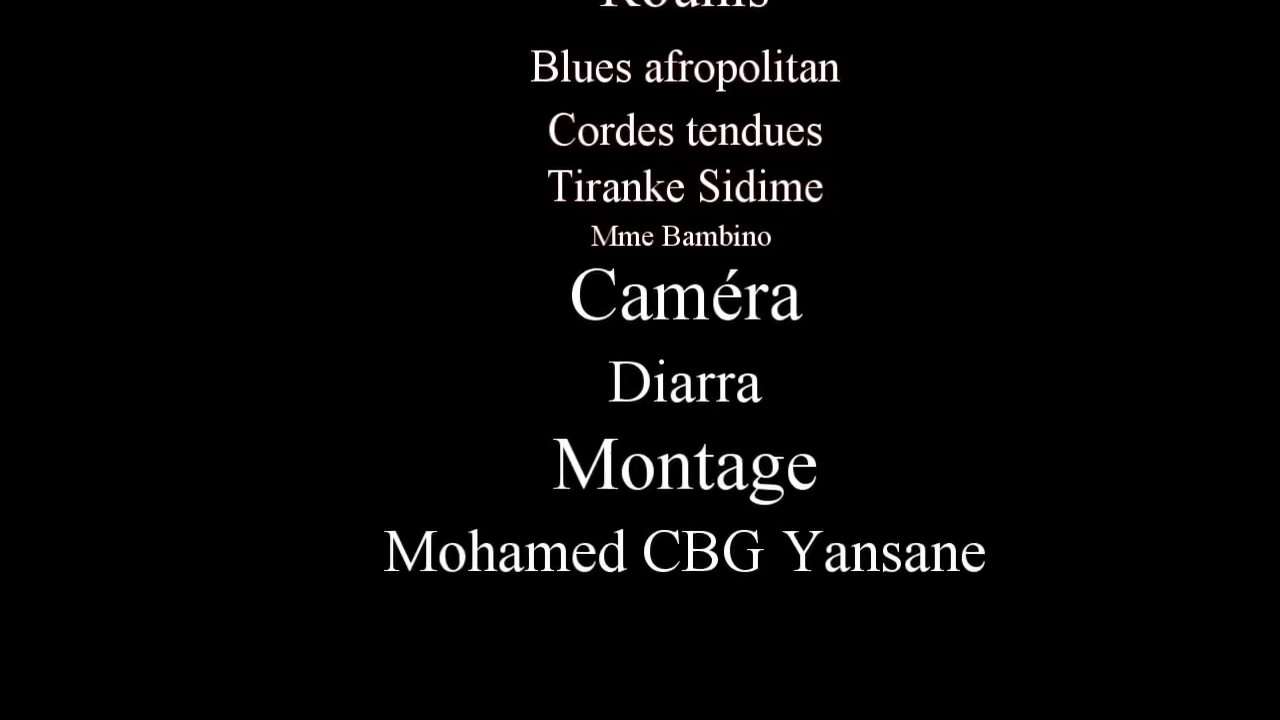 Blues afropolitan
Cordes tendues
Tiranke Sidime
Mme Bambino
Caméra
Diarra
Montage
Mohamed CBG Yansane